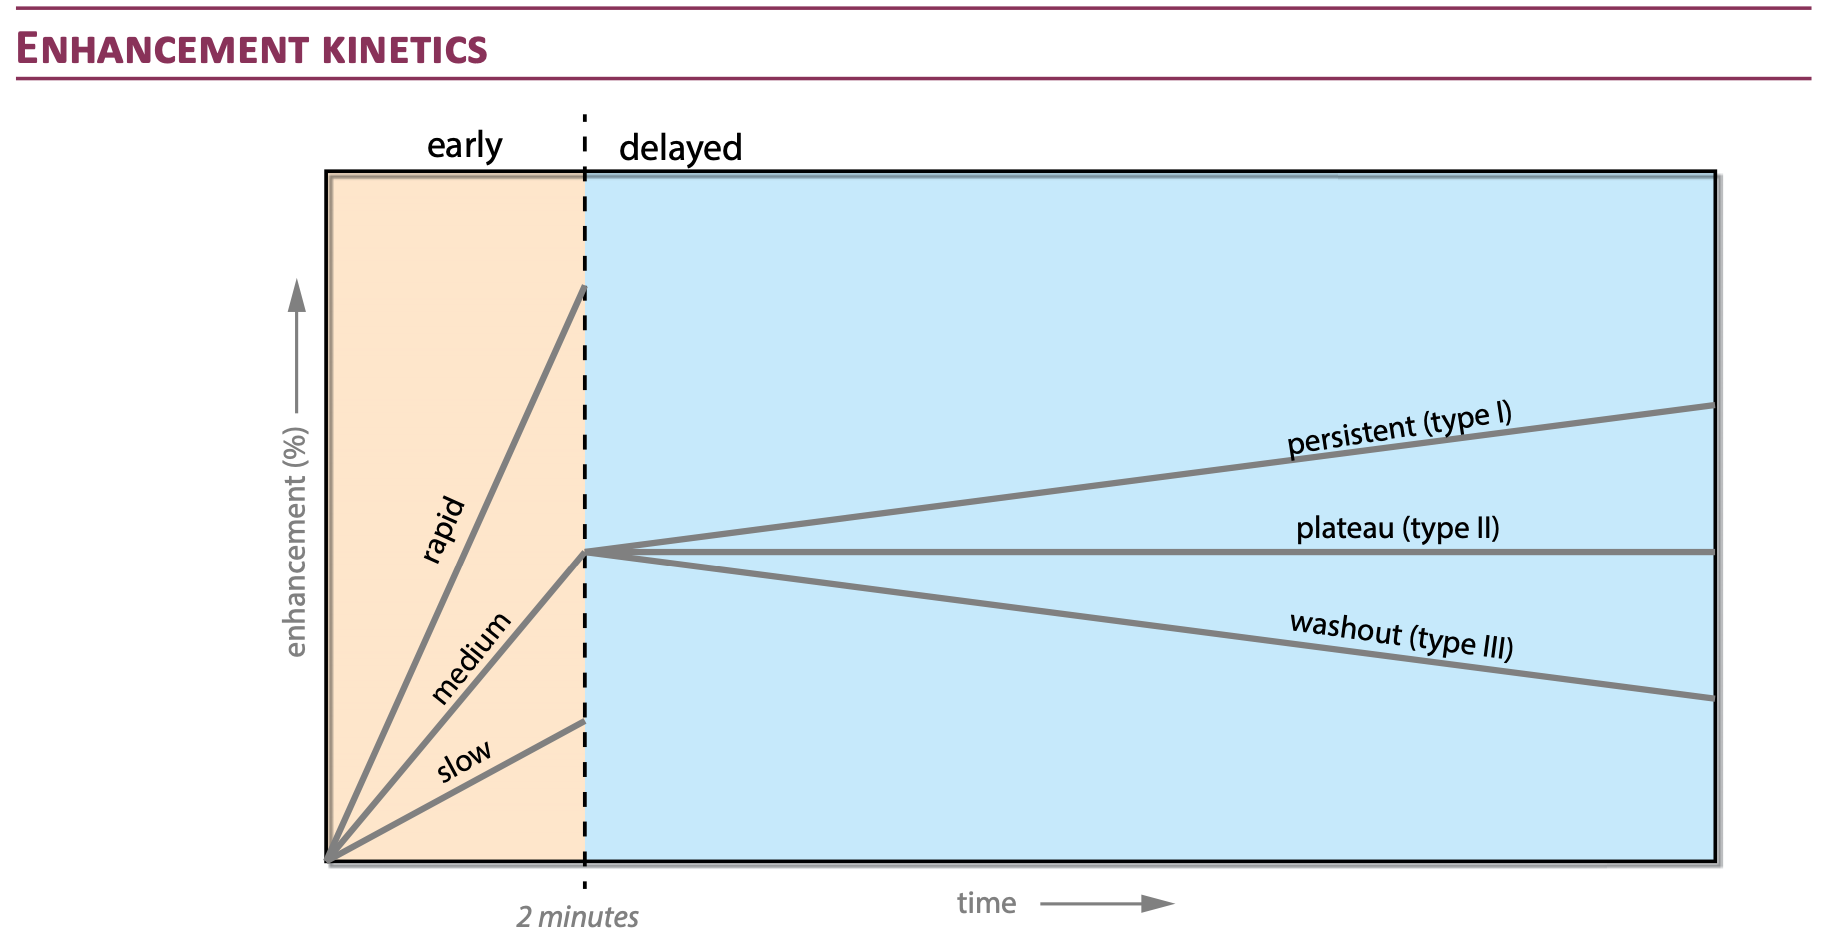 ENHANCEMENT KINETICS
early
delayed
enhancement (%)
rapid
medium
slow
persistent (type I)
plateau (type II)
washout (type III)
2 minutes
time